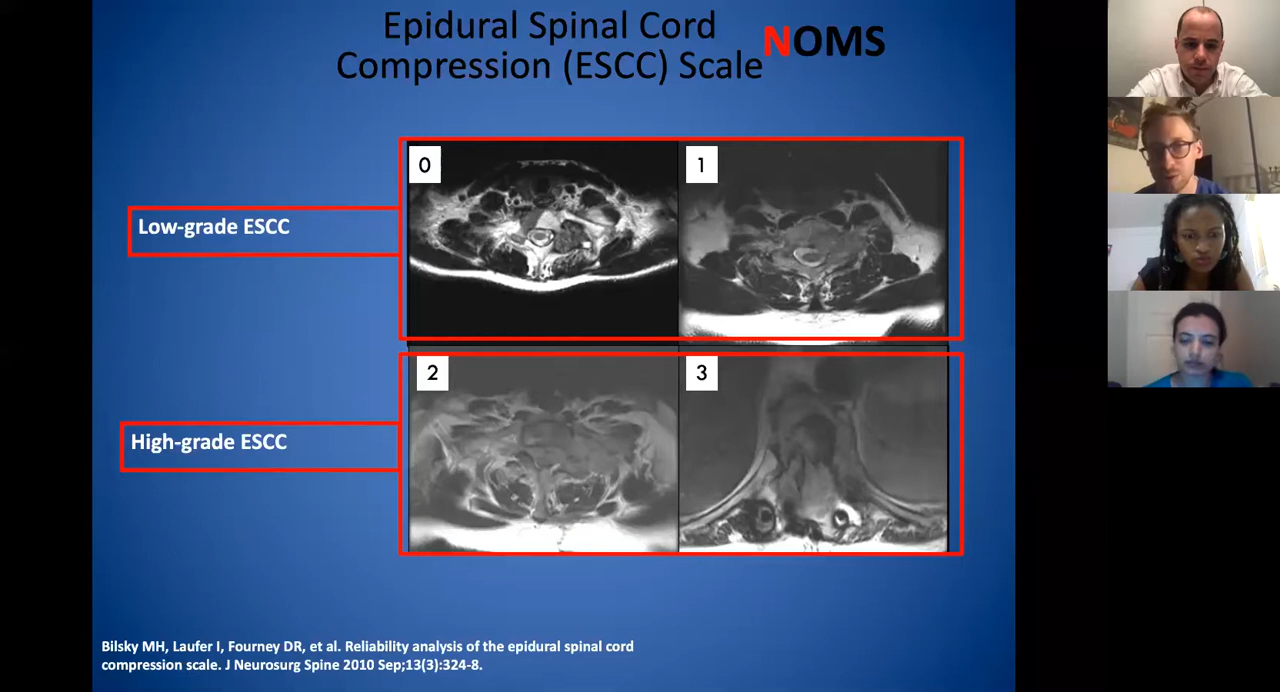 Epidural Spinal Cord
Compression (ESCC) Scale
NOMS
0
1
Low-grade ESCC
2
3
High-grade ESCC
Bilsky MH, Laufer I, Fourney DR, et al. Reliability analysis of the epidural spinal cord
compression scale. J Neurosurg Spine 2010 Sep;13(3):324-8.